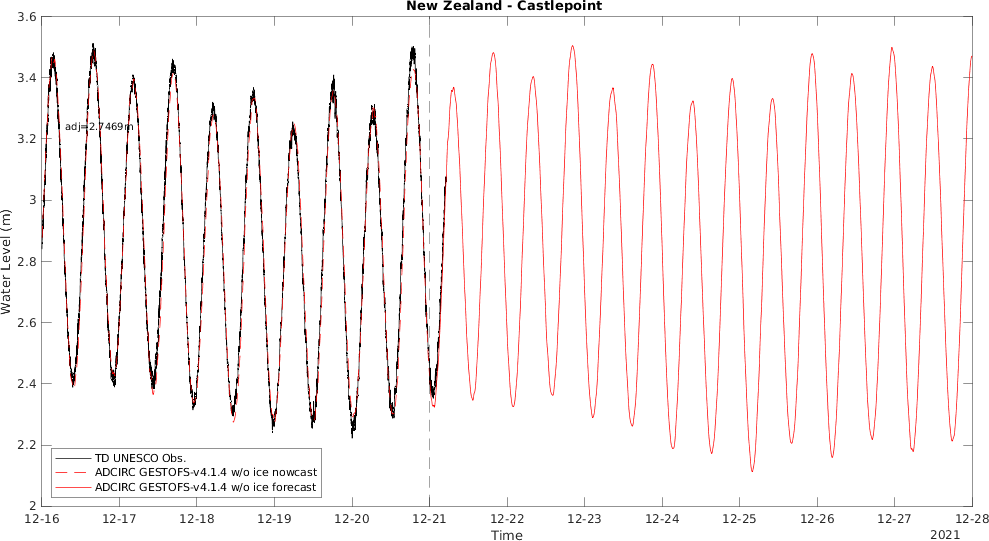 New Zealand - Castlepoint
3.6
3.4
3.2
3
2.8
2.6
2.4
2.2
2
Water Level (m)
adj=2.7469m
TD UNESCO Obs.
ADCIRC GESTOFS-v4.1.4 w/o ice nowcast
ADCIRC GESTOFS-v4.1.4 w/o ice forecast
12-16 12-17 12-18 12-19 12-20 12-21 12-22 12-23 12-24 12-25 12-26 12-27 12-28
Time
2021